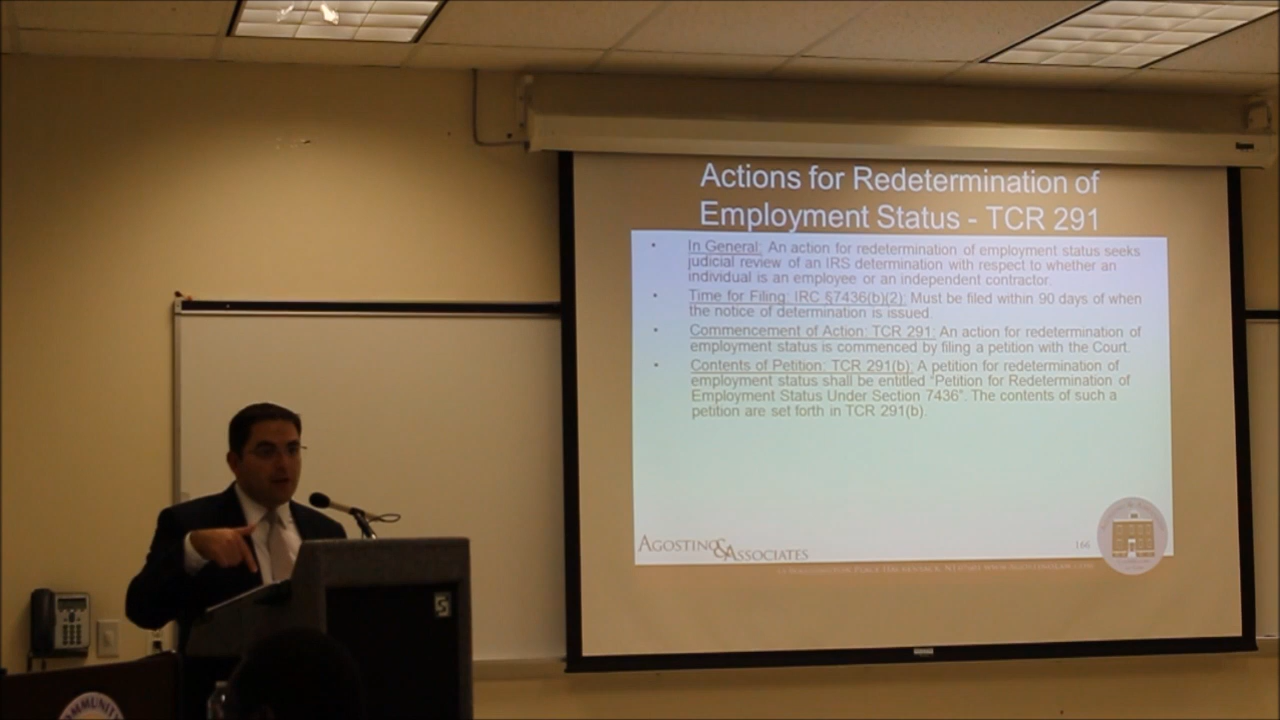 Actions for Redetermination of
Employment Status - TCR 291
• In General: An action for redetermination of employment status seeks
judicial review of an IRS determination with respect to whether an
individual is an employee or an independent contractor.
• Time for Filing: IRC §7436(b)(2): Must be filed within 90 days of when
the notice of determination is issued.
• Commencement of Action: TCR 291: An action for redetermination of
employment status is commenced by filing a petition with the Court.
• Contents of Petition: TCR 291(b): A petition for redetermination of
employment status shall be entitled "Petition for Redetermination of
Employment Status Under Section 7436". The contents of such a
petition are set forth in TCR 291(b).
AGOSTINO & ASSOCIATES
166